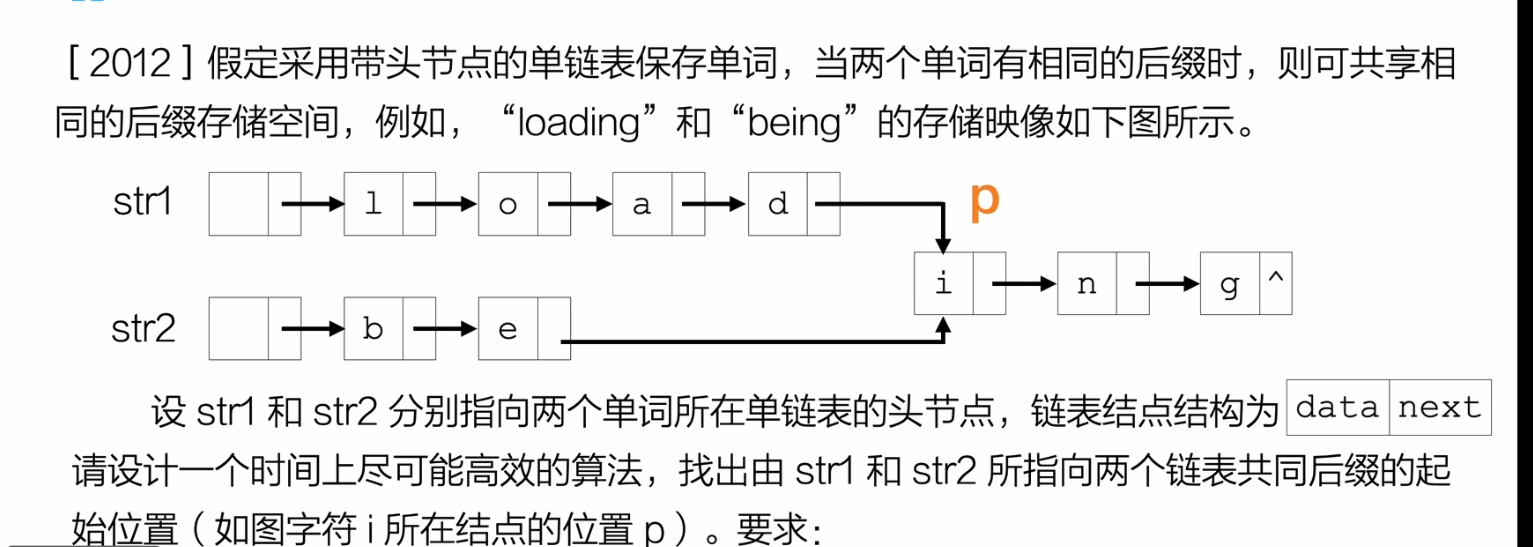 [ 2012 ] 假定采用带头节点的单链表保存单词，当两个单词有相同的后缀时，则可共享相
同的后缀存储空间，例如，“loading”和“being”的存储映像如下图所示。
str1 l o a d p
i n g ^
str2 b e
设 str1 和 str2 分别指向两个单词所在单链表的头节点，链表结点结构为 data next
请设计一个时间上尽可能高效的算法，找出由 str1 和 str2 所指向两个链表共同后缀的起
始位置（如图字符 i 所在结点的位置 p）。要求：